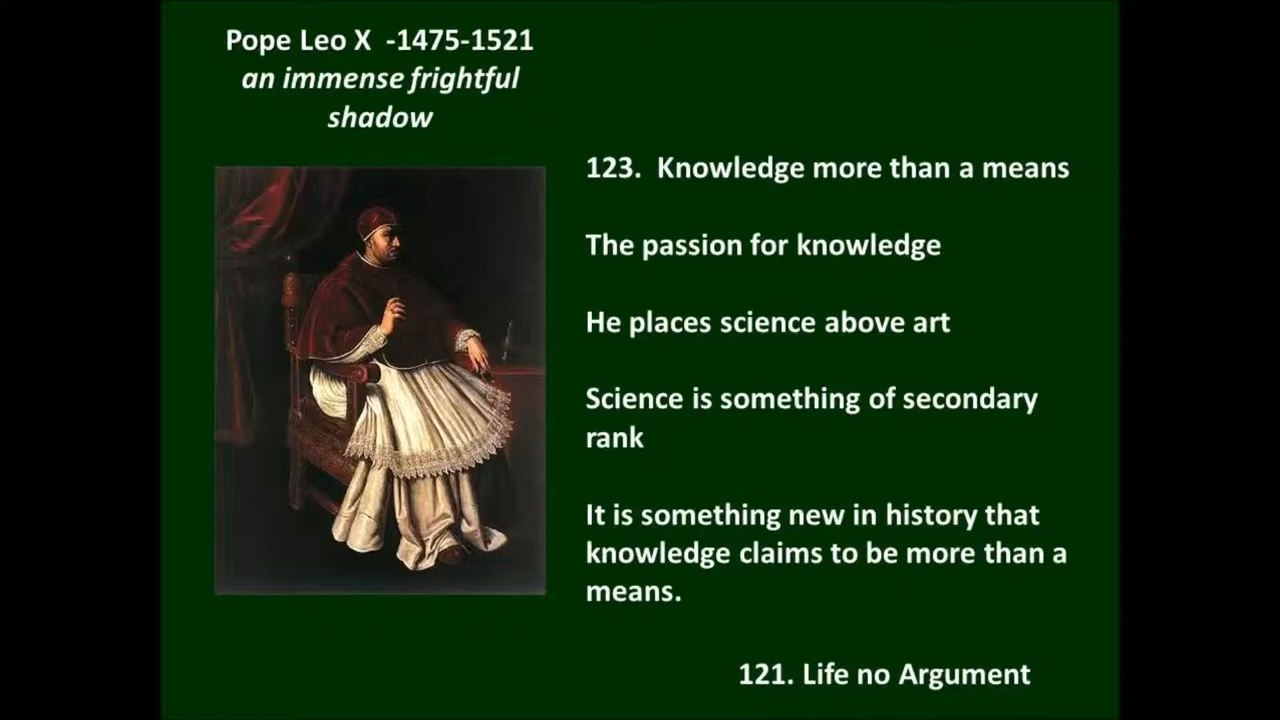 Pope Leo X  -1475-1521
an immense frightful
shadow
123.  Knowledge more than a means
The passion for knowledge
He places science above art
Science is something of secondary
rank
It is something new in history that
knowledge claims to be more than a
means.
121. Life no Argument